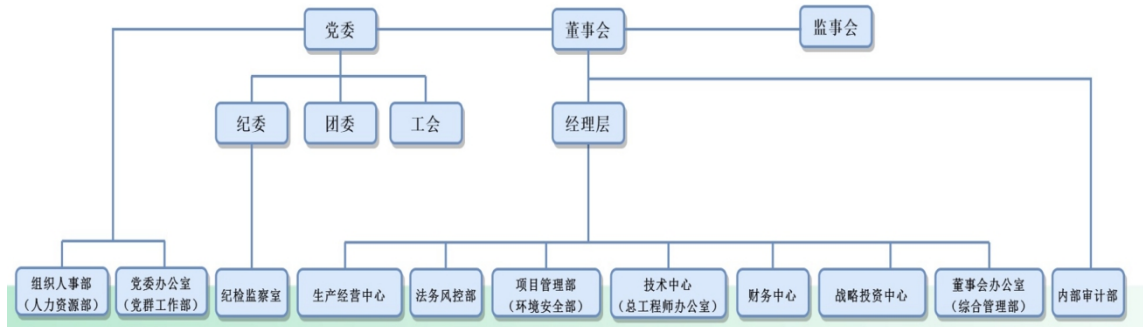 党委
董事会
监事会
纪委
团委
工会
经理层
组织人事部
（人力资源部）
党委办公室
（党群工作部）
纪检监察室
生产经营中心
法务风控部
项目管理部
（环境安全部）
技术中心
（总工程师办公室）
财务中心
战略投资中心
董事会办公室
（综合管理部）
内部审计部